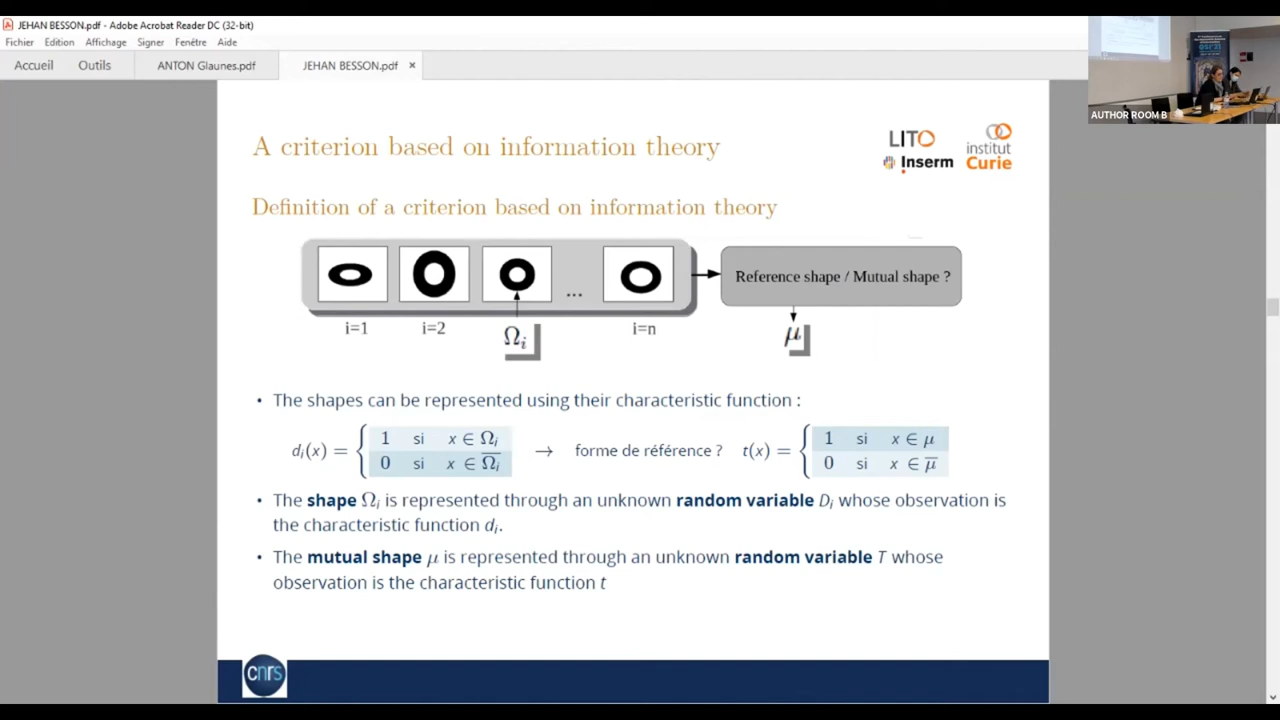 JEHAN BESSON.pdf - Adobe Acrobat Reader DC (32-bit)
Fichier Edition Affichage Signer Fenêtre Aide
Accueil Outils ANTON Glaunes.pdf JEHAN BESSON.pdf ×
AUTHOR ROOM B
A criterion based on information theory
LITO
Inserm
institut
Curie
Definition of a criterion based on information theory
Reference shape / Mutual shape ?
...
i=1 i=2 Ωᵢ i=n μ
• The shapes can be represented using their characteristic function :
dᵢ(x) = { 1 si x ∈ Ωᵢ
0 si x ∈ Ω̅ᵢ
→ forme de référence ? t(x) = { 1 si x ∈ μ
0 si x ∈ μ̅
• The shape Ωᵢ is represented through an unknown random variable Dᵢ whose observation is
the characteristic function dᵢ.
• The mutual shape μ is represented through an unknown random variable T whose
observation is the characteristic function t
cnrs